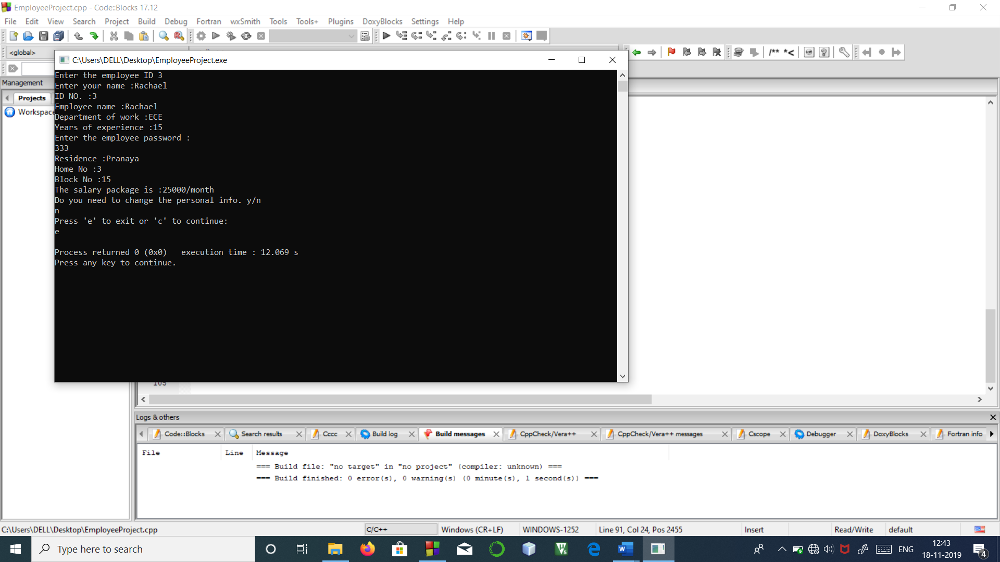 EmployeeProject.cpp - Code::Blocks 17.12
File Edit View Search Project Build Debug Fortran wxSmith Tools Tools+ Plugins DoxyBlocks Settings Help
<global>
/** *<
C:\Users\DELL\Desktop\EmployeeProject.exe
Management
Projects
Workspace
Enter the employee ID 3
Enter your name :Rachael
ID NO. :3
Employee name :Rachael
Department of work :ECE
Years of experience :15
Enter the employee password :
333
Residence :Pranaya
Home No :3
Block No :15
The salary package is :25000/month
Do you need to change the personal info. y/n
n
Press 'e' to exit or 'c' to continue:
e
Process returned 0 (0x0)   execution time : 12.069 s
Press any key to continue.
105
Logs & others
Code::Blocks Search results Cccc Build log Build messages CppCheck/Vera++ CppCheck/Vera++ messages Cscope Debugger DoxyBlocks Fortran info
File Line Message
=== Build file: "no target" in "no project" (compiler: unknown) ===
=== Build finished: 0 error(s), 0 warning(s) (0 minute(s), 1 second(s)) ===
C:\Users\DELL\Desktop\EmployeeProject.cpp C/C++ Windows (CR+LF) WINDOWS-1252 Line 91, Col 24, Pos 2455 Insert Read/Write default
Type here to search
ENG
12:43
18-11-2019
4